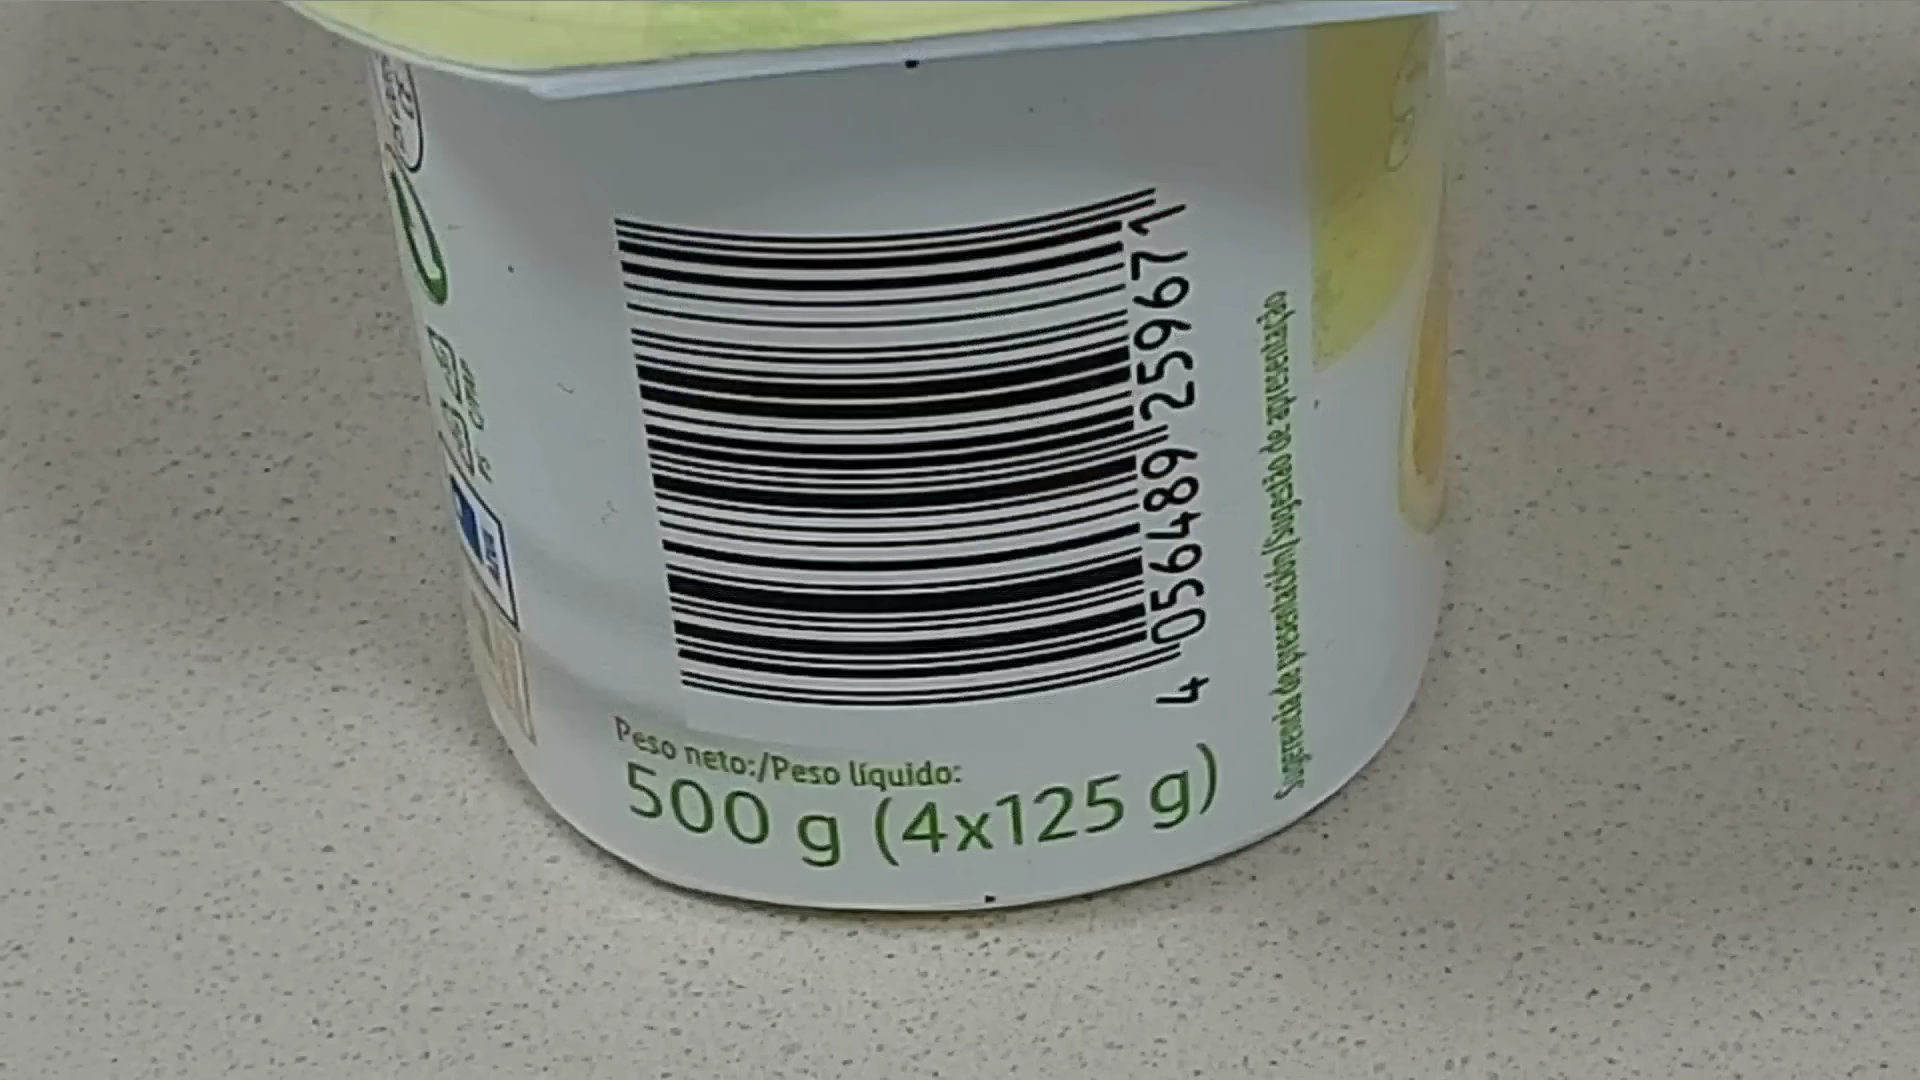 4 056489 259671
Peso neto:/Peso líquido:
500 g (4x125 g)
Sugerencia de presentación/Sugestão de apresentação